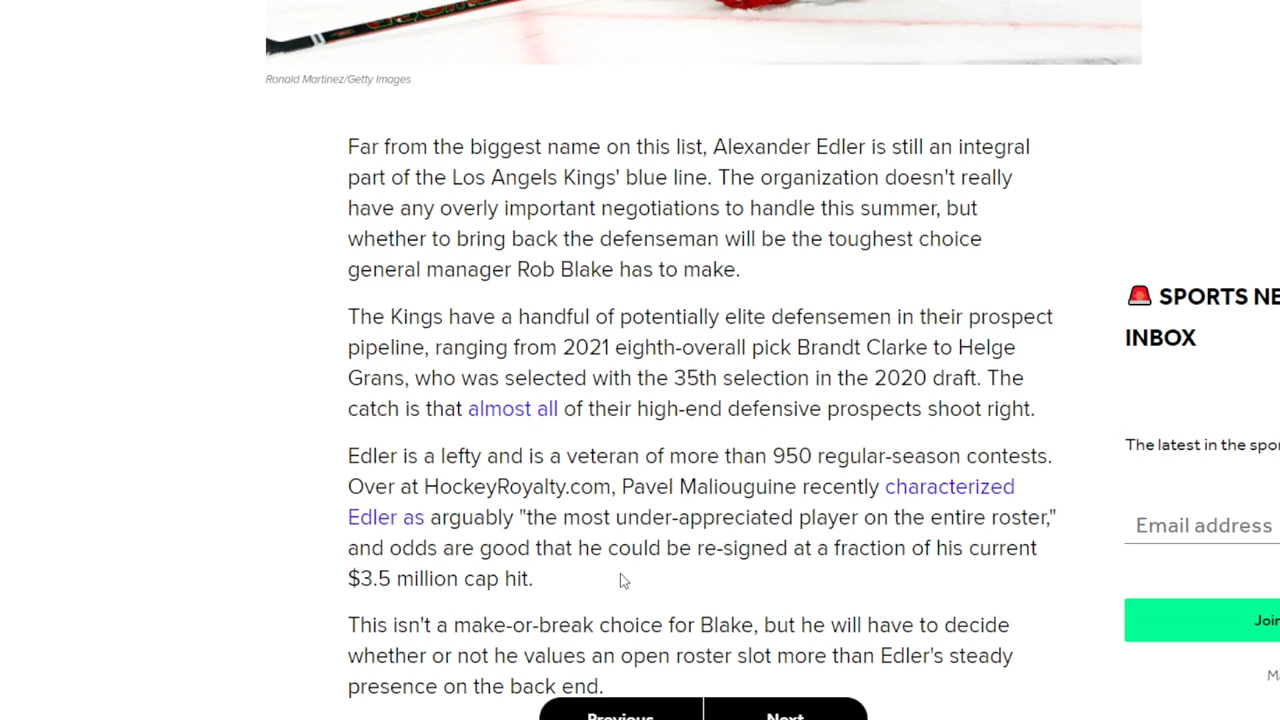 Ronald Martinez/Getty Images
Far from the biggest name on this list, Alexander Edler is still an integral
part of the Los Angels Kings' blue line. The organization doesn't really
have any overly important negotiations to handle this summer, but
whether to bring back the defenseman will be the toughest choice
general manager Rob Blake has to make.
The Kings have a handful of potentially elite defensemen in their prospect
pipeline, ranging from 2021 eighth-overall pick Brandt Clarke to Helge
Grans, who was selected with the 35th selection in the 2020 draft. The
catch is that almost all of their high-end defensive prospects shoot right.
Edler is a lefty and is a veteran of more than 950 regular-season contests.
Over at HockeyRoyalty.com, Pavel Maliouguine recently characterized
Edler as arguably "the most under-appreciated player on the entire roster,"
and odds are good that he could be re-signed at a fraction of his current
$3.5 million cap hit.
This isn't a make-or-break choice for Blake, but he will have to decide
whether or not he values an open roster slot more than Edler's steady
presence on the back end.
Previous Next
🚨 SPORTS NE
INBOX
The latest in the spor
Email address
Join